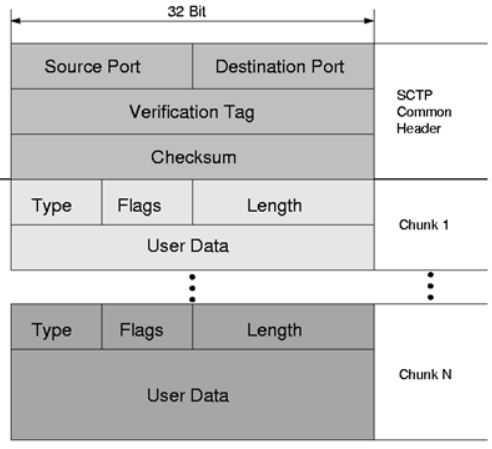 32 Bit
Source Port Destination Port
Verification Tag
Checksum
SCTP
Common
Header
Type Flags Length
User Data
Chunk 1
Type Flags Length
User Data
Chunk N